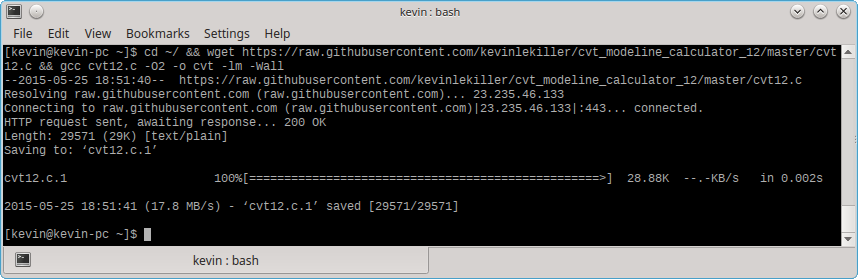 kevin : bash
File Edit View Bookmarks Settings Help
[kevin@kevin-pc ~]$ cd ~/ && wget https://raw.githubusercontent.com/kevinlekiller/cvt_modeline_calculator_12/master/cvt
12.c && gcc cvt12.c -O2 -o cvt -lm -Wall
--2015-05-25 18:51:40-- https://raw.githubusercontent.com/kevinlekiller/cvt_modeline_calculator_12/master/cvt12.c
Resolving raw.githubusercontent.com (raw.githubusercontent.com)... 23.235.46.133
Connecting to raw.githubusercontent.com (raw.githubusercontent.com)|23.235.46.133|:443... connected.
HTTP request sent, awaiting response... 200 OK
Length: 29571 (29K) [text/plain]
Saving to: ‘cvt12.c.1’
cvt12.c.1 100%[==================================================>] 28.88K --.-KB/s in 0.002s
2015-05-25 18:51:41 (17.8 MB/s) - ‘cvt12.c.1’ saved [29571/29571]
[kevin@kevin-pc ~]$
kevin : bash